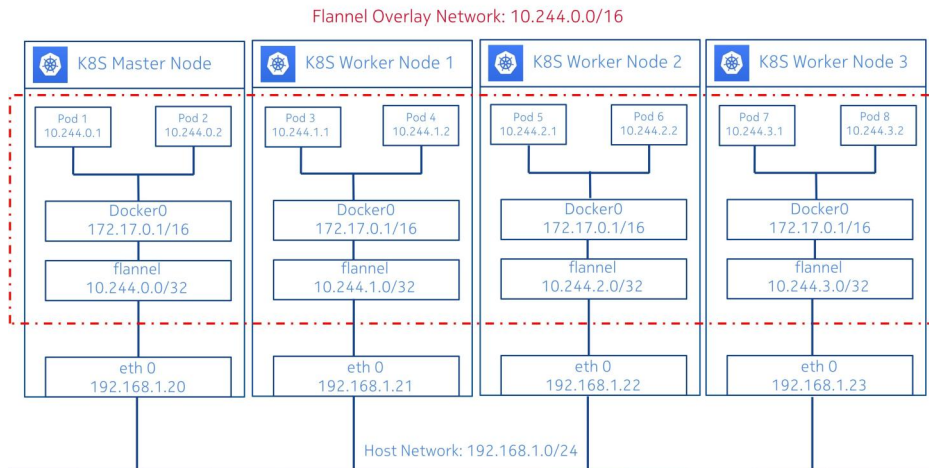 Flannel Overlay Network: 10.244.0.0/16
K8S Master Node
K8S Worker Node 1
K8S Worker Node 2
K8S Worker Node 3
Pod 1
10.244.0.1
Pod 2
10.244.0.2
Pod 3
10.244.1.1
Pod 4
10.244.1.2
Pod 5
10.244.2.1
Pod 6
10.244.2.2
Pod 7
10.244.3.1
Pod 8
10.244.3.2
Docker0
172.17.0.1/16
Docker0
172.17.0.1/16
Docker0
172.17.0.1/16
Docker0
172.17.0.1/16
flannel
10.244.0.0/32
flannel
10.244.1.0/32
flannel
10.244.2.0/32
flannel
10.244.3.0/32
eth 0
192.168.1.20
eth 0
192.168.1.21
eth 0
192.168.1.22
eth 0
192.168.1.23
Host Network: 192.168.1.0/24